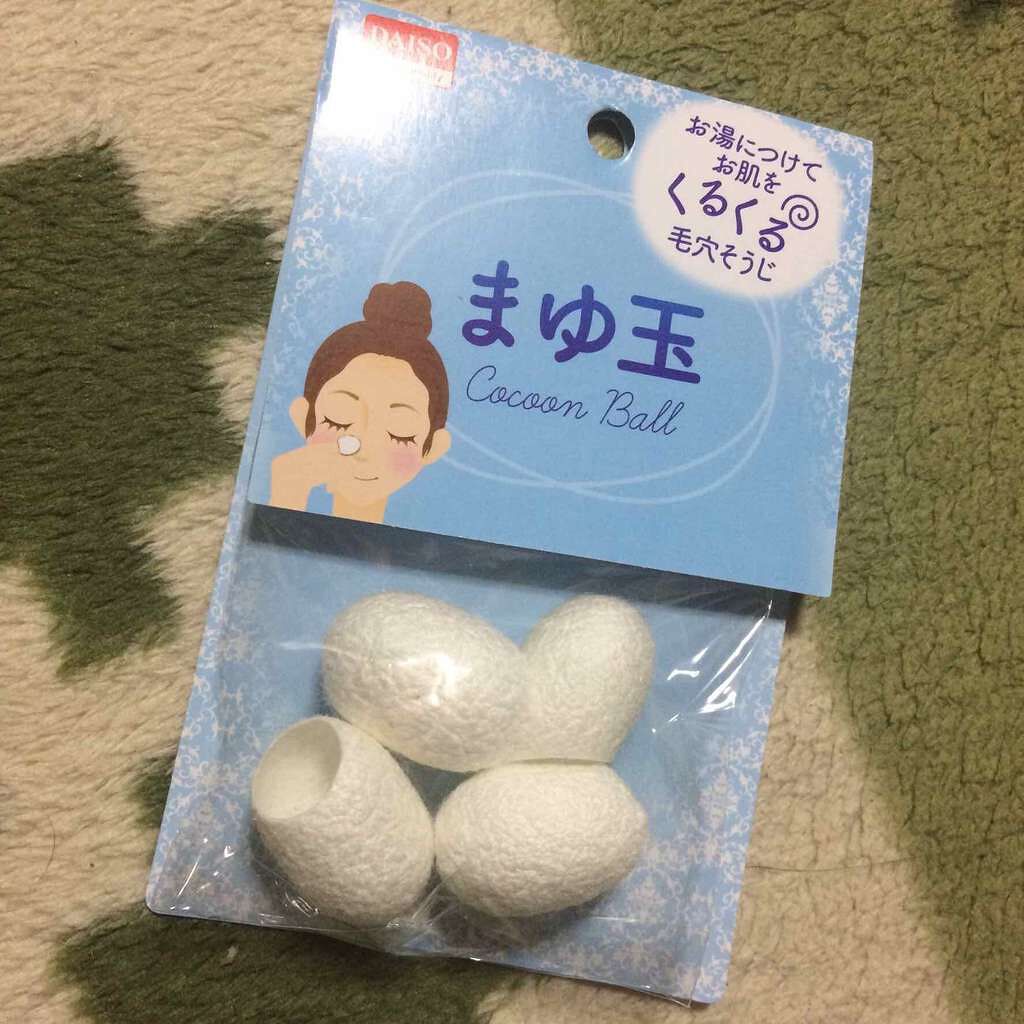 DAISO
お湯につけて
お肌を
くるくる
毛穴そうじ
まゆ玉
Cocoon Ball